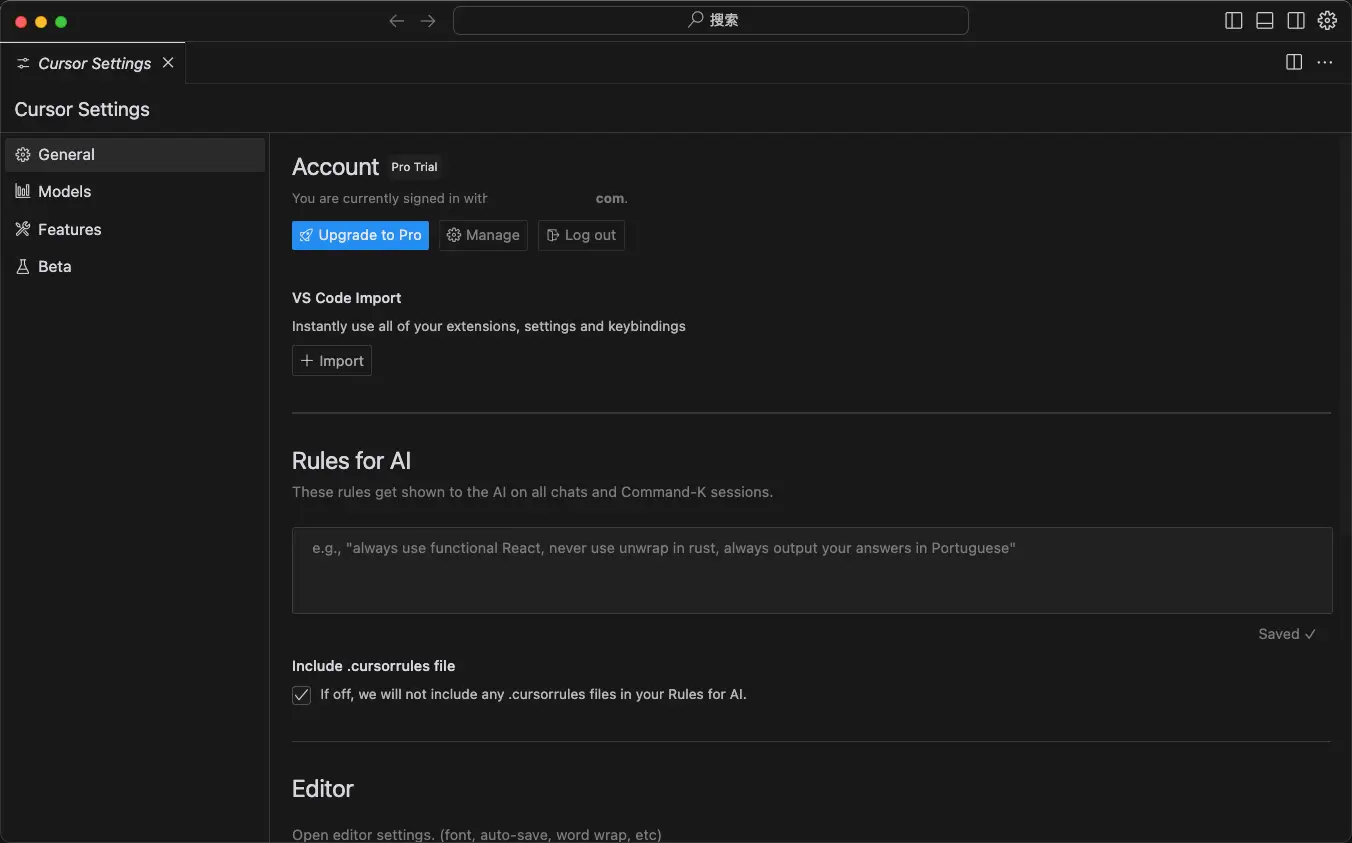 搜索
Cursor Settings
Cursor Settings
General
Models
Features
Beta
Account Pro Trial
You are currently signed in with com.
Upgrade to Pro Manage Log out
VS Code Import
Instantly use all of your extensions, settings and keybindings
Import
Rules for AI
These rules get shown to the AI on all chats and Command-K sessions.
e.g., "always use functional React, never use unwrap in rust, always output your answers in Portuguese"
Saved ✓
Include .cursorrules file
If off, we will not include any .cursorrules files in your Rules for AI.
Editor
Open editor settings. (font, auto-save, word wrap, etc)